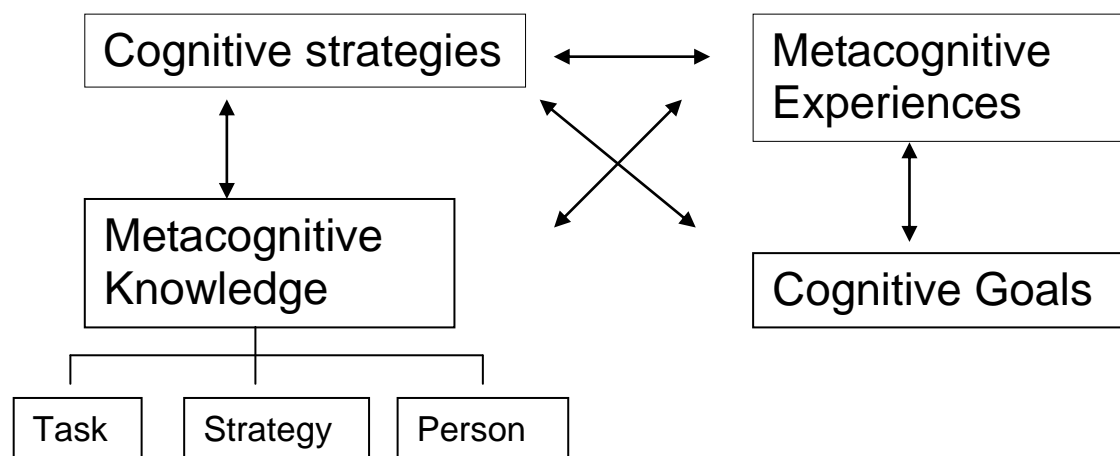 Cognitive strategies
Metacognitive
Experiences
Metacognitive
Knowledge
Cognitive Goals
Task
Strategy
Person